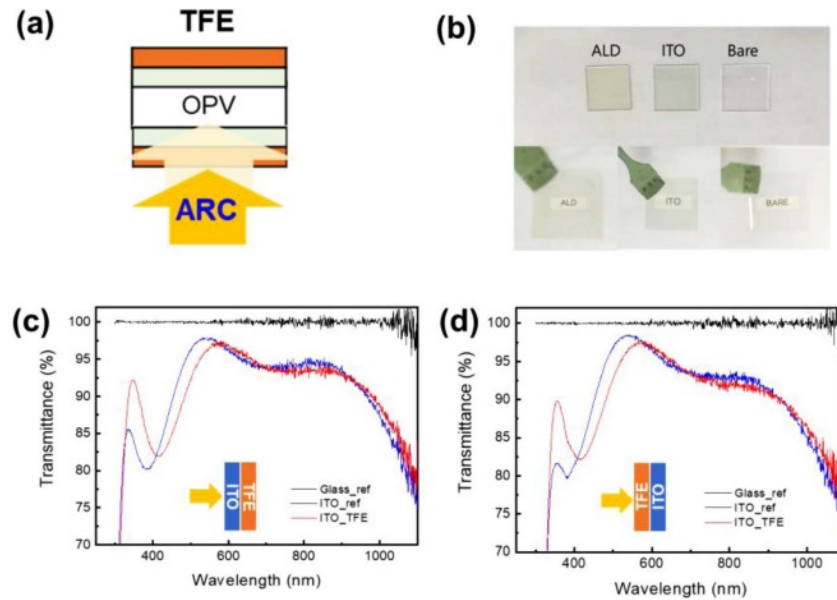 (a)
TFE
OPV
ARC
(b)
ALD ITO Bare
ALD ITO BARE
(c)
Transmittance (%)
100
95
90
85
80
75
70
ITO
TFE
Glass_ref
ITO_ref
ITO_TFE
400 600 800 1000
Wavelength (nm)
(d)
Transmittance (%)
100
95
90
85
80
75
70
TFE
ITO
Glass_ref
ITO_ref
ITO_TFE
400 600 800 1000
Wavelength (nm)